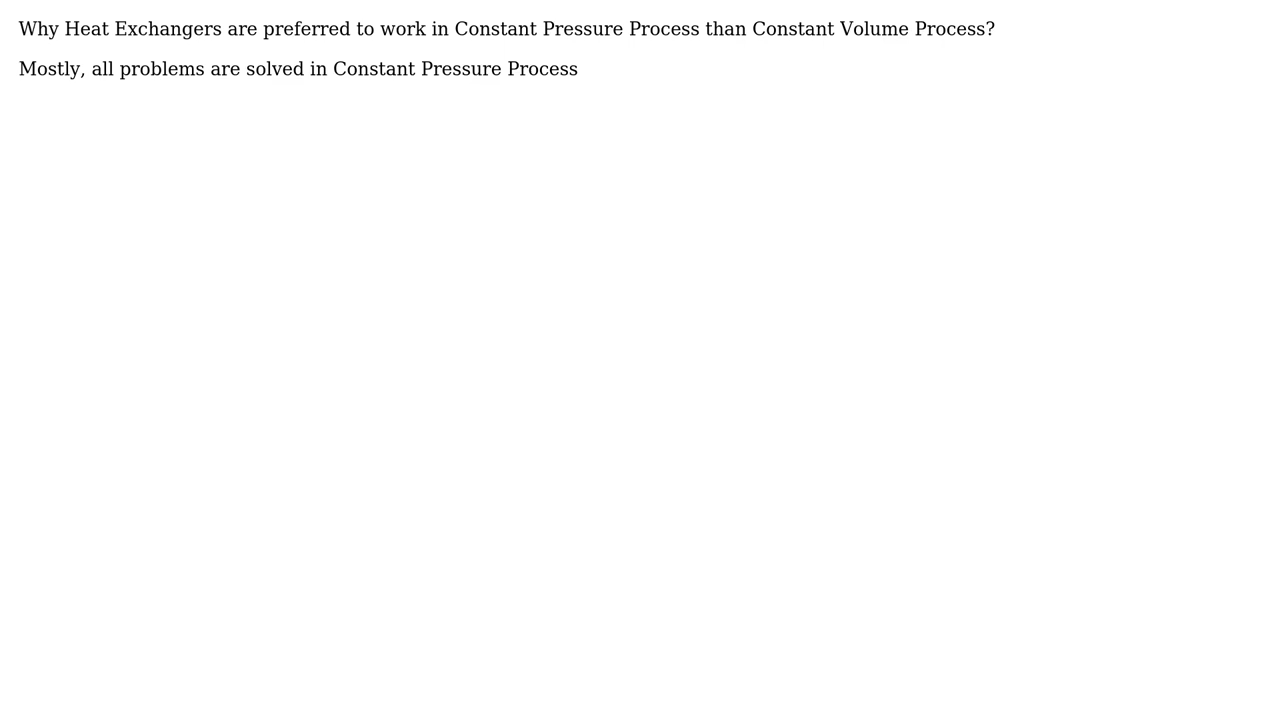 Why Heat Exchangers are preferred to work in Constant Pressure Process than Constant Volume Process?
Mostly, all problems are solved in Constant Pressure Process